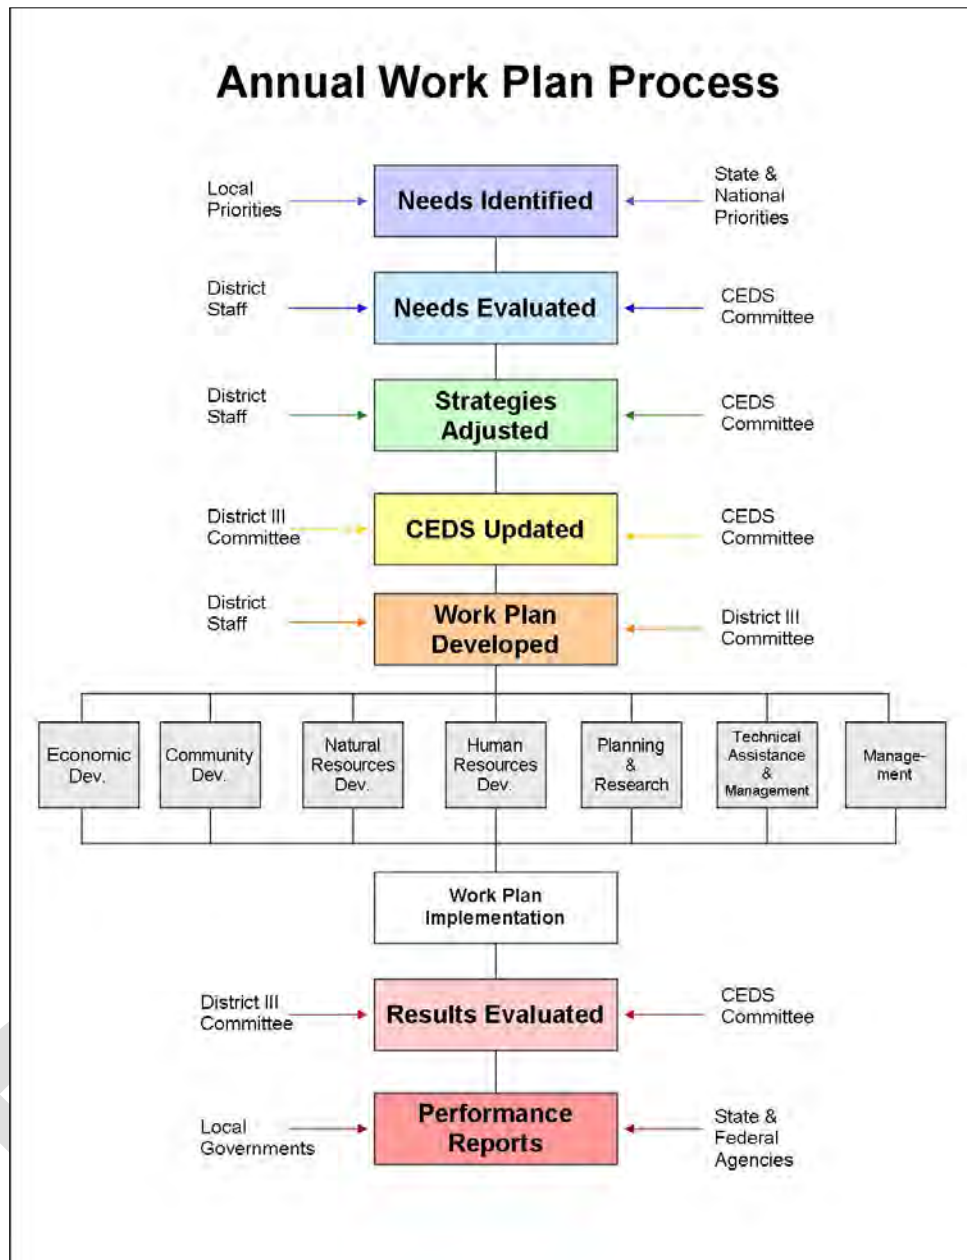 Annual Work Plan Process
Local
Priorities
Needs Identified
State &
National
Priorities
District
Staff
Needs Evaluated
CEDS
Committee
District
Staff
Strategies
Adjusted
CEDS
Committee
District III
Committee
CEDS Updated
CEDS
Committee
District
Staff
Work Plan
Developed
District III
Committee
Economic
Dev.
Community
Dev.
Natural
Resources
Dev.
Human
Resources
Dev.
Planning
&
Research
Technical
Assistance
&
Management
Manage-
ment
Work Plan
Implementation
District III
Committee
Results Evaluated
CEDS
Committee
Local
Governments
Performance
Reports
State &
Federal
Agencies